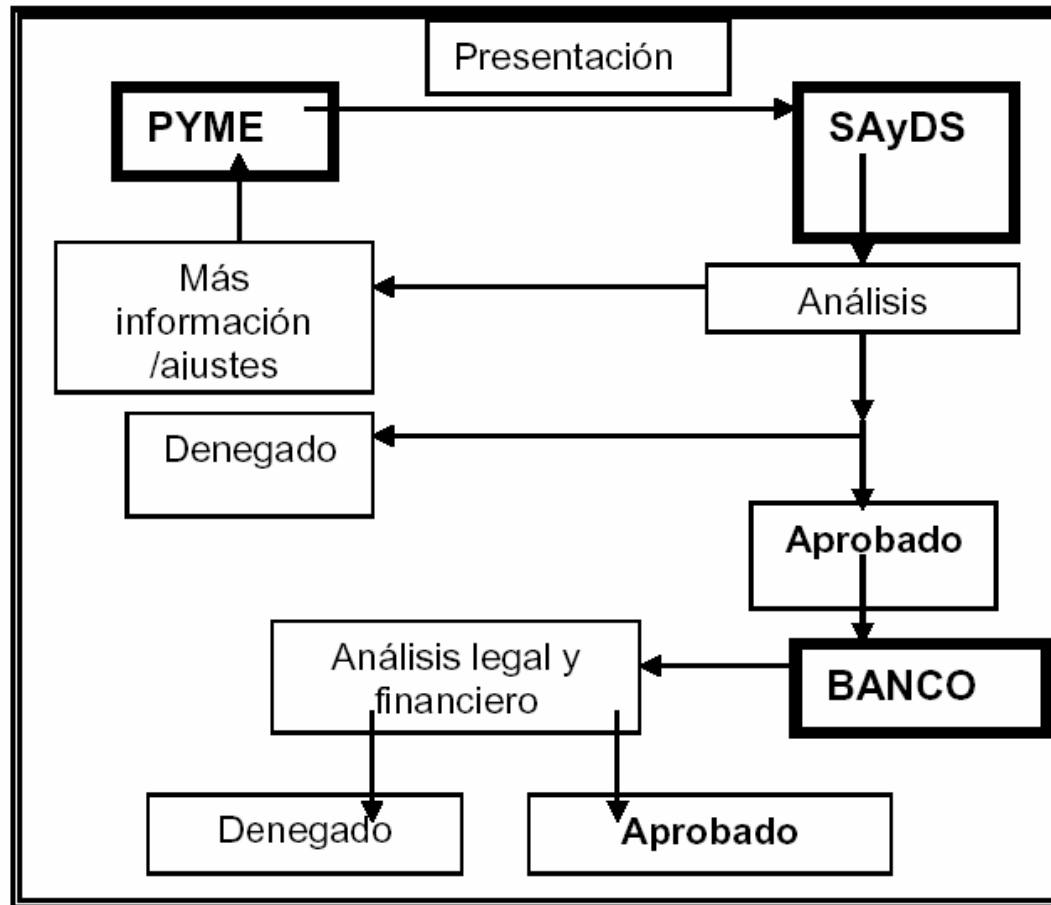 Presentación
PYME
SAyDS
Más
información
/ajustes
Análisis
Denegado
Aprobado
Análisis legal y
financiero
BANCO
Denegado
Aprobado